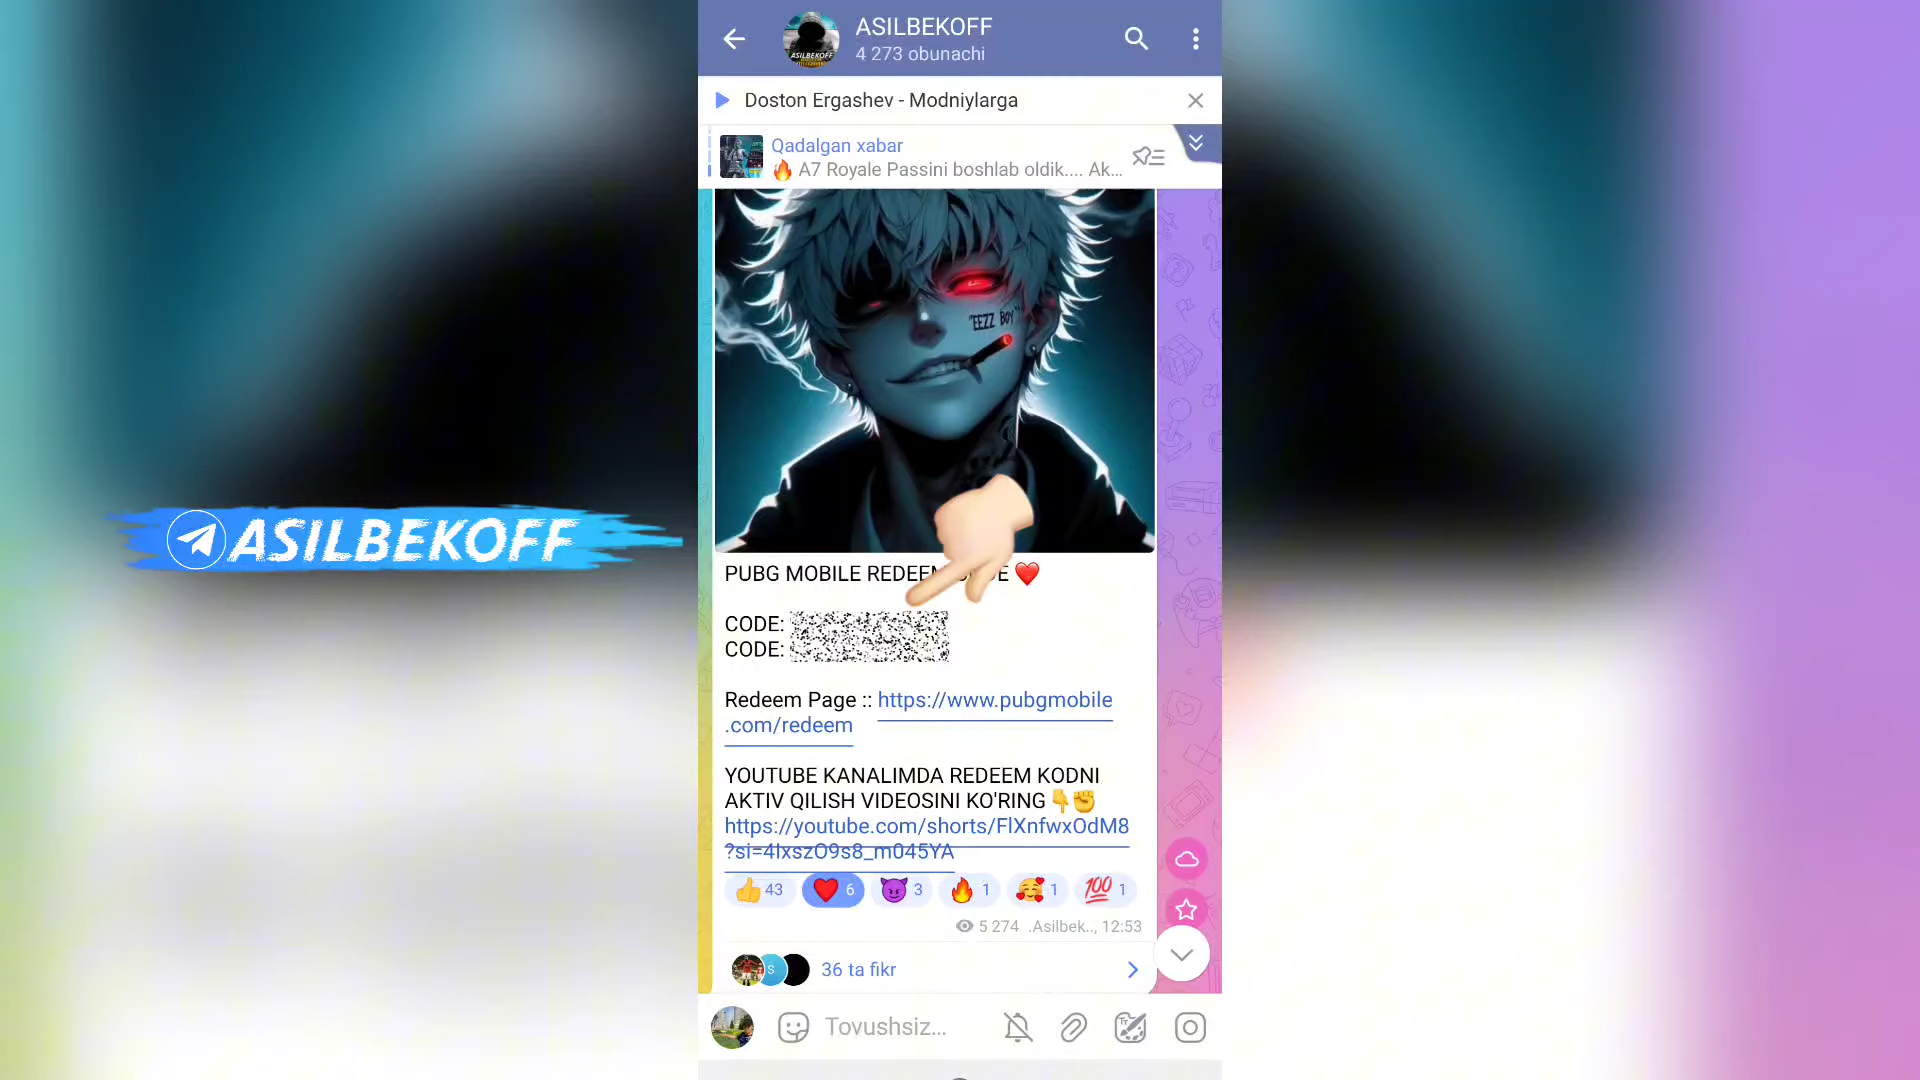 ASILBEKOFF
4 273 obunachi
Doston Ergashev - Modniylarga
Qadalgan xabar
🔥 A7 Royale Passini boshlab oldik.... Ak...
"EEZZ BOY"
ASILBEKOFF
PUBG MOBILE REDEEM ❤️
CODE:
CODE:
Redeem Page :: https://www.pubgmobile
.com/redeem
YOUTUBE KANALIMDA REDEEM KODNI
AKTIV QILISH VIDEOSINI KO'RING👇✊
https://youtube.com/shorts/FlXnfwxOdM8
?si=4IxszO9s8_m045YA
👍 43 ❤️ 6 😈 3 🔥 1 🥰 1 💯 1
5 274 .Asilbek.., 12:53
S
36 ta fikr
Tovushsiz...